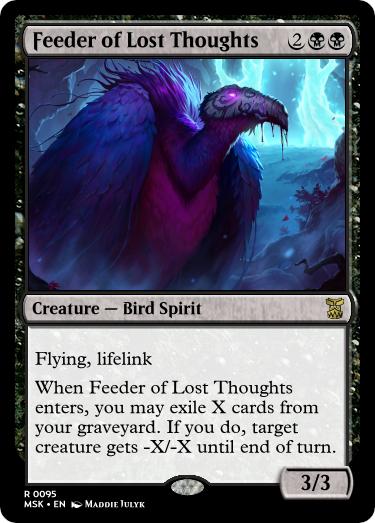 Feeder of Lost Thoughts 2
Creature — Bird Spirit
Flying, lifelink
When Feeder of Lost Thoughts
enters, you may exile X cards from
your graveyard. If you do, target
creature gets -X/-X until end of turn.
3/3
R 0095
MSK • EN Maddie Julyk